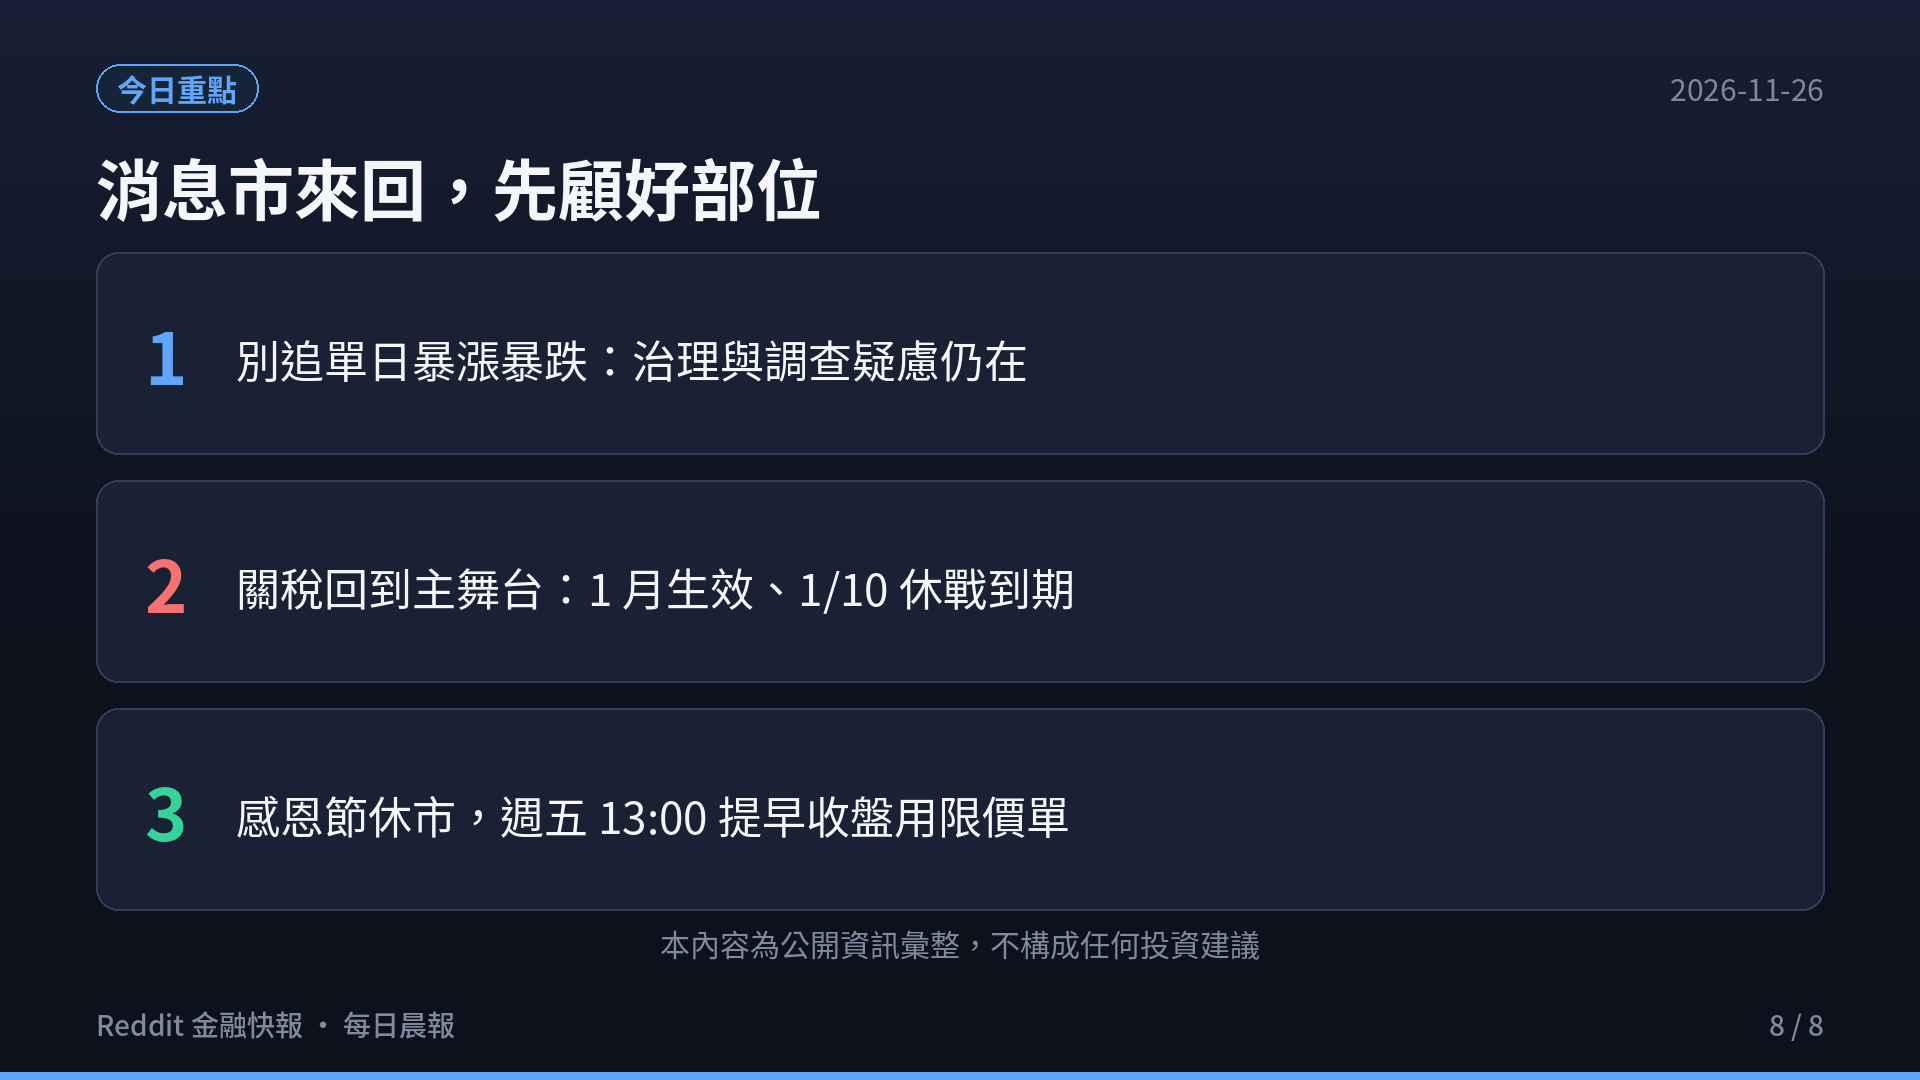 今日重點
2026-11-26
消息市來回，先顧好部位
1 別追單日暴漲暴跌：治理與調查疑慮仍在
2 關稅回到主舞台：1 月生效、1/10 休戰到期
3 感恩節休市，週五 13:00 提早收盤用限價單
本內容為公開資訊彙整，不構成任何投資建議
Reddit 金融快報 · 每日晨報
8 / 8